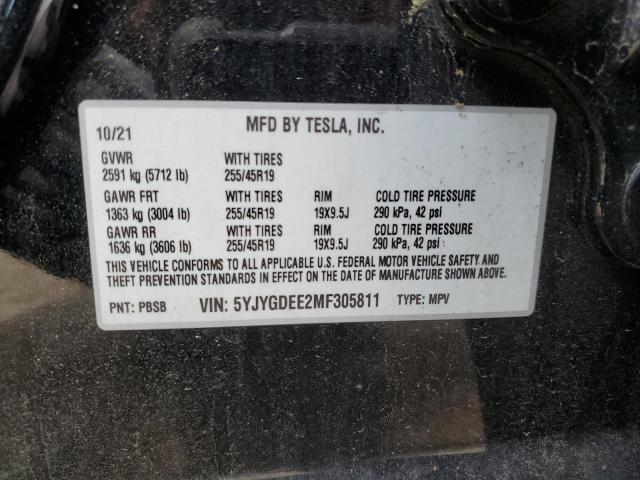 10/21 MFD BY TESLA, INC.
GVWR WITH TIRES
2591 kg (5712 lb) 255/45R19
GAWR FRT WITH TIRES RIM COLD TIRE PRESSURE
1363 kg (3004 lb) 255/45R19 19X9.5J 290 kPa, 42 psi
GAWR RR WITH TIRES RIM COLD TIRE PRESSURE
1636 kg (3606 lb) 255/45R19 19X9.5J 290 kPa, 42 psi
THIS VEHICLE CONFORMS TO ALL APPLICABLE U.S. FEDERAL MOTOR VEHICLE SAFETY AND
THEFT PREVENTION STANDARDS IN EFFECT ON THE DATE OF MANUFACTURE SHOWN ABOVE.
PNT: PBSB VIN: 5YJYGDEE2MF305811 TYPE: MPV